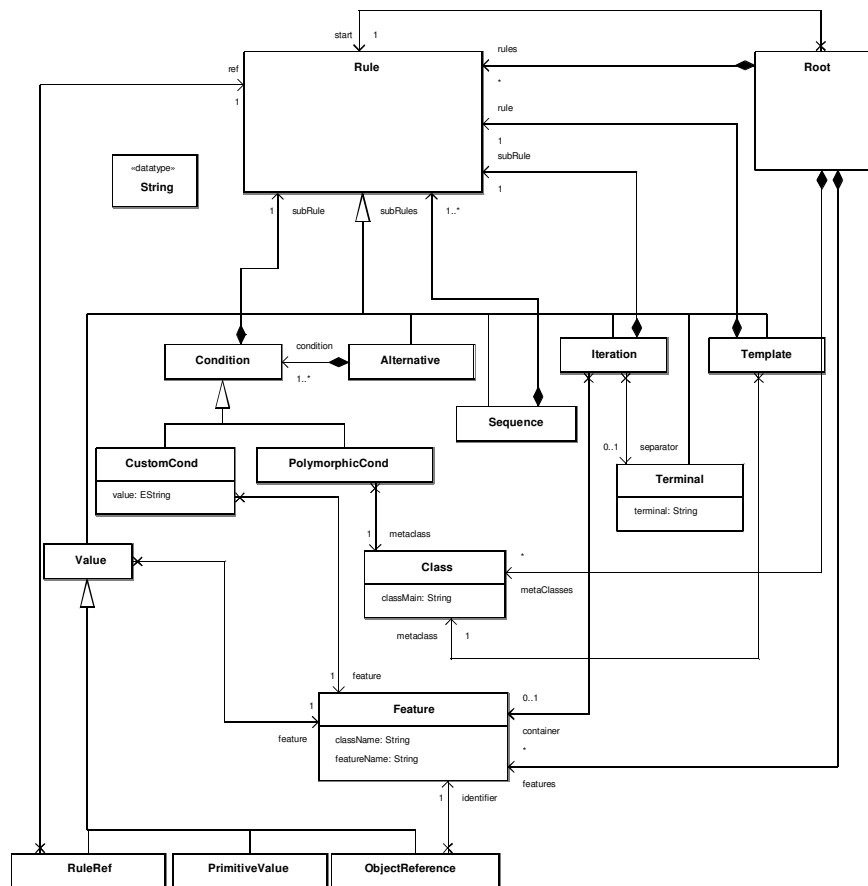 start 1
rules
ref
Rule
Root
*
1
rule
«datatype»
String
1
subRule
1
1 subRule
subRules 1..*
condition
Condition
Alternative
Iteration
Template
1..*
Sequence
0..1 separator
CustomCond
PolymorphicCond
Terminal
value: EString
terminal: String
1 metaclass
*
Value
Class
metaClasses
classMain: String
metaclass 1
1 feature
0..1
1
Feature
container
feature
className: String
*
featureName: String
features
1 identifier
RuleRef
PrimitiveValue
ObjectReference